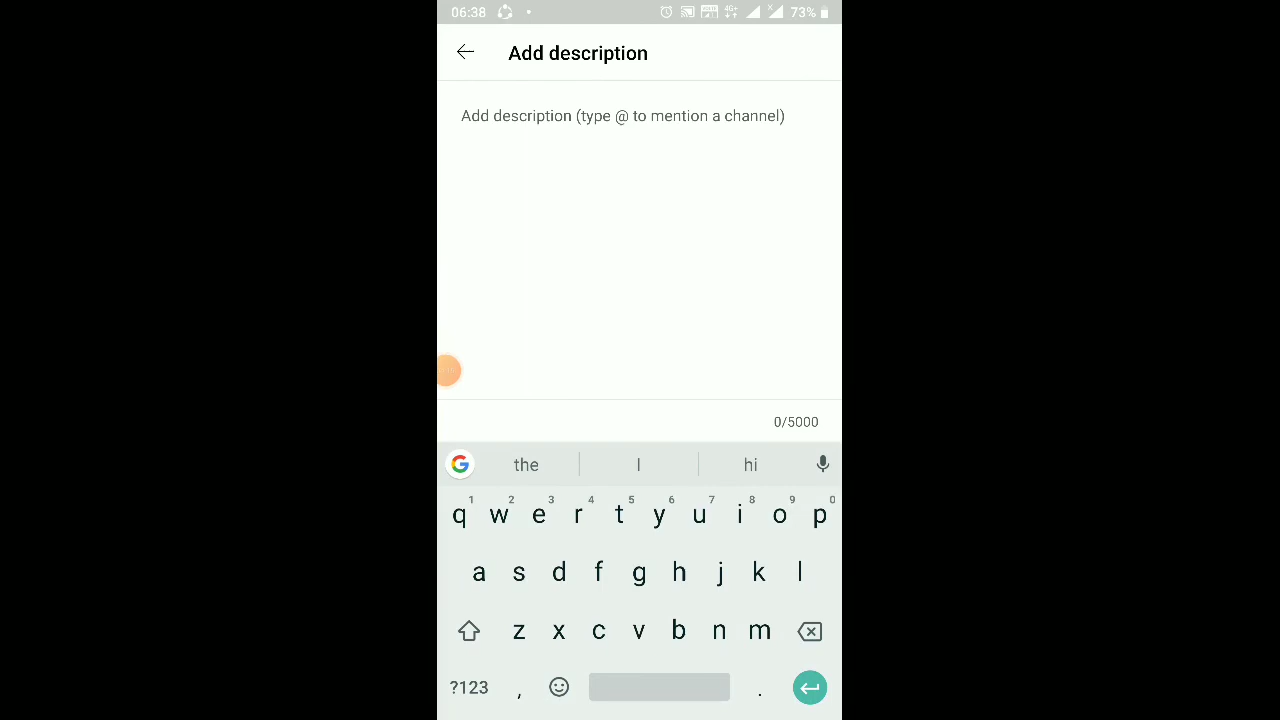 06:38 4G+ 73%
Add description
Add description (type @ to mention a channel)
0/5000
G the I hi
1 2 3 4 5 6 7 8 9 0
q w e r t y u i o p
a s d f g h j k l
z x c v b n m
?123 , .